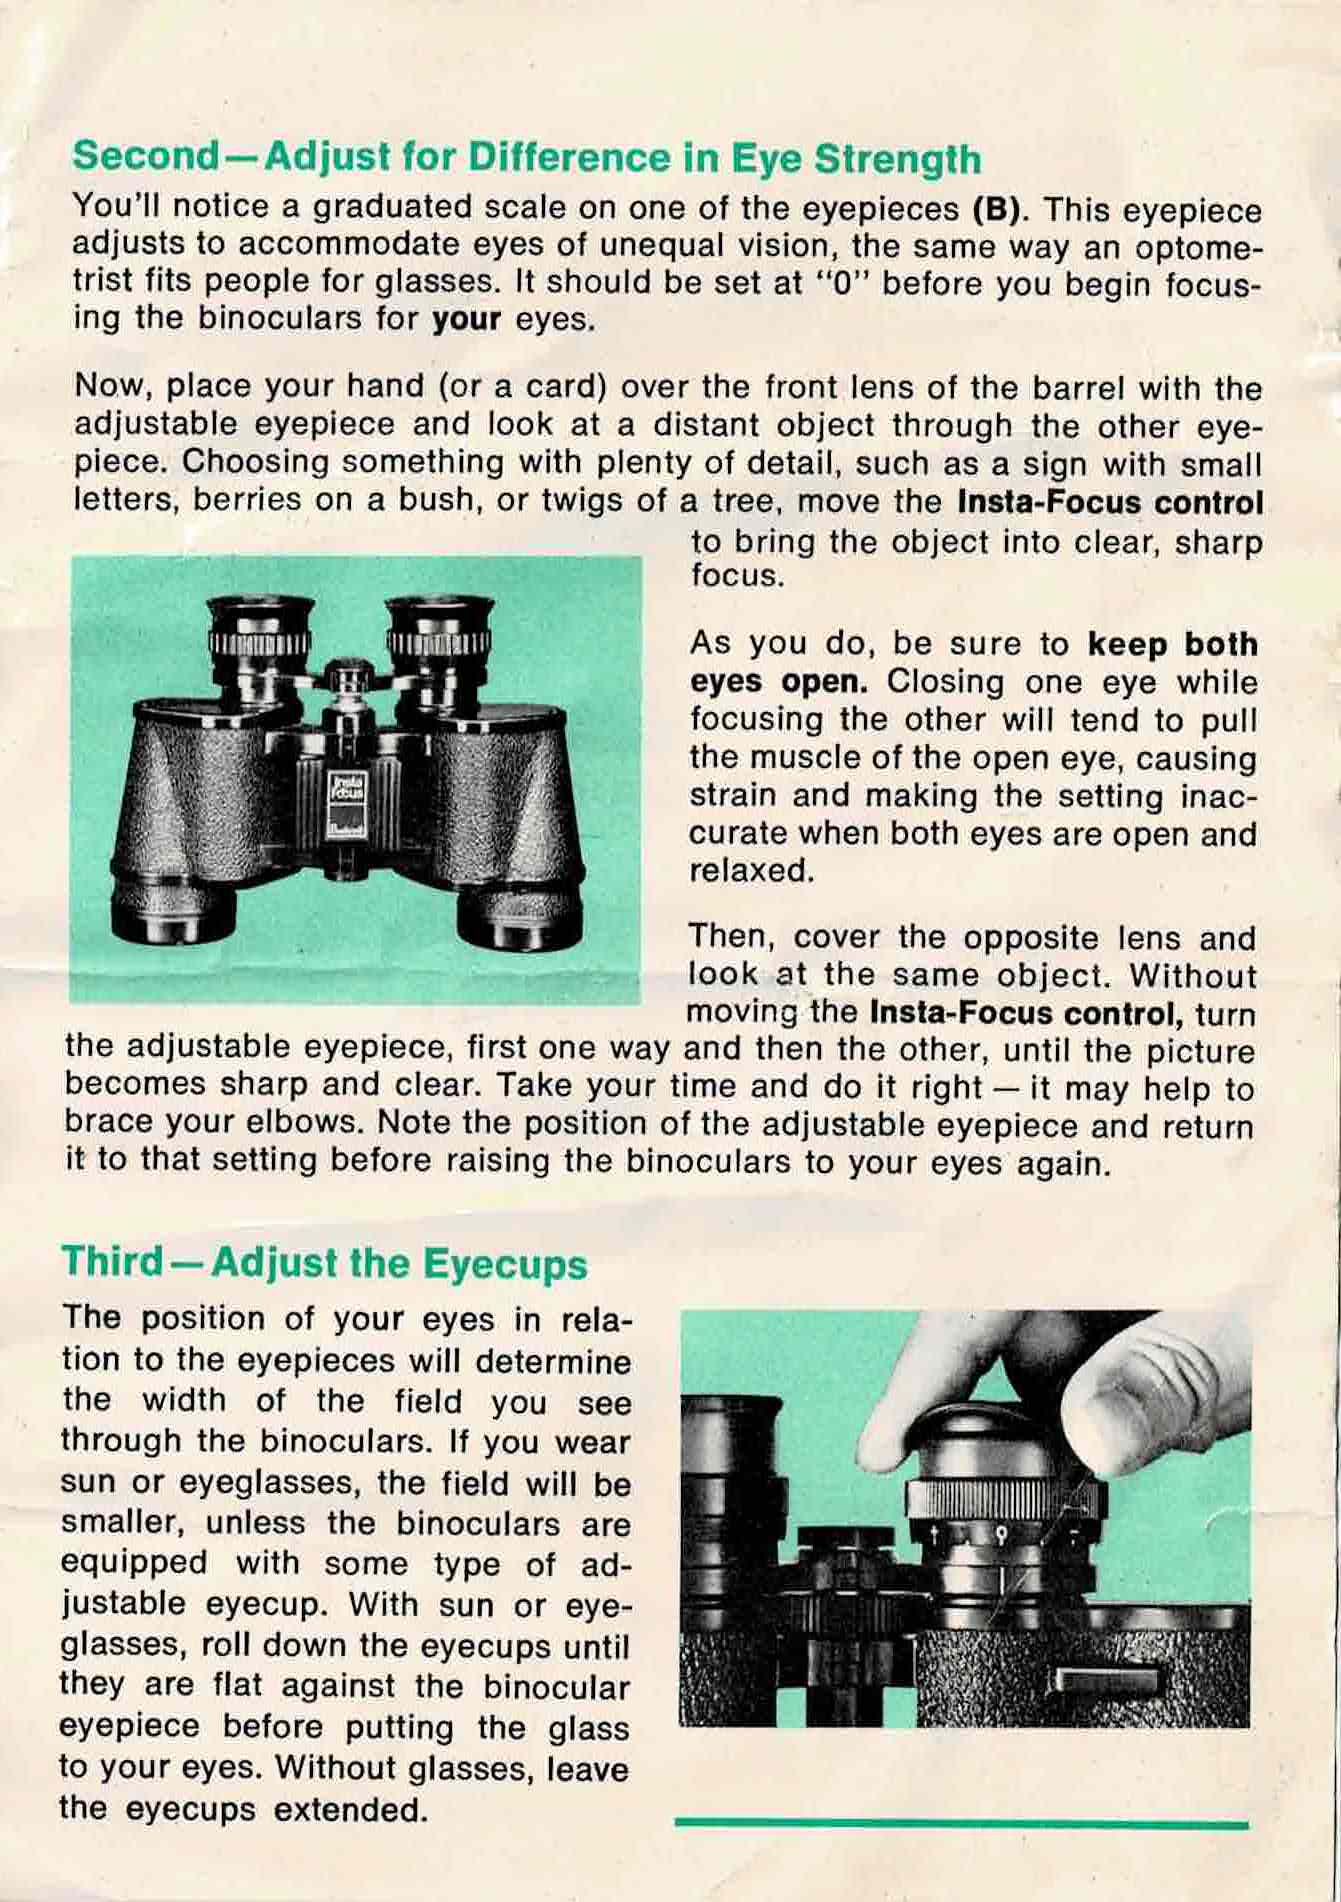 Second—Adjust for Difference in Eye Strength
You'll notice a graduated scale on one of the eyepieces (B). This eyepiece
adjusts to accommodate eyes of unequal vision, the same way an optome-
trist fits people for glasses. It should be set at "0" before you begin focus-
ing the binoculars for your eyes.
Now, place your hand (or a card) over the front lens of the barrel with the
adjustable eyepiece and look at a distant object through the other eye-
piece. Choosing something with plenty of detail, such as a sign with small
letters, berries on a bush, or twigs of a tree, move the Insta-Focus control
to bring the object into clear, sharp
focus.
As you do, be sure to keep both
eyes open. Closing one eye while
focusing the other will tend to pull
the muscle of the open eye, causing
strain and making the setting inac-
curate when both eyes are open and
relaxed.
Then, cover the opposite lens and
look at the same object. Without
moving the Insta-Focus control, turn
the adjustable eyepiece, first one way and then the other, until the picture
becomes sharp and clear. Take your time and do it right — it may help to
brace your elbows. Note the position of the adjustable eyepiece and return
it to that setting before raising the binoculars to your eyes again.
Insta
Focus
Bushnell
Third—Adjust the Eyecups
The position of your eyes in rela-
tion to the eyepieces will determine
the width of the field you see
through the binoculars. If you wear
sun or eyeglasses, the field will be
smaller, unless the binoculars are
equipped with some type of ad-
justable eyecup. With sun or eye-
glasses, roll down the eyecups until
they are flat against the binocular
eyepiece before putting the glass
to your eyes. Without glasses, leave
the eyecups extended.
+ 0 -